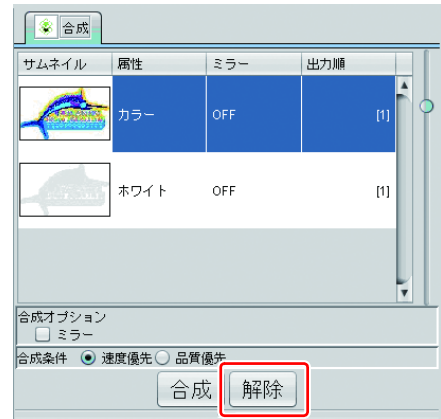 合成
サムネイル 属性 ミラー 出力順
カラー OFF [1]
ホワイト OFF [1]
合成オプション
ミラー
合成条件 速度優先 品質優先
合成 解除